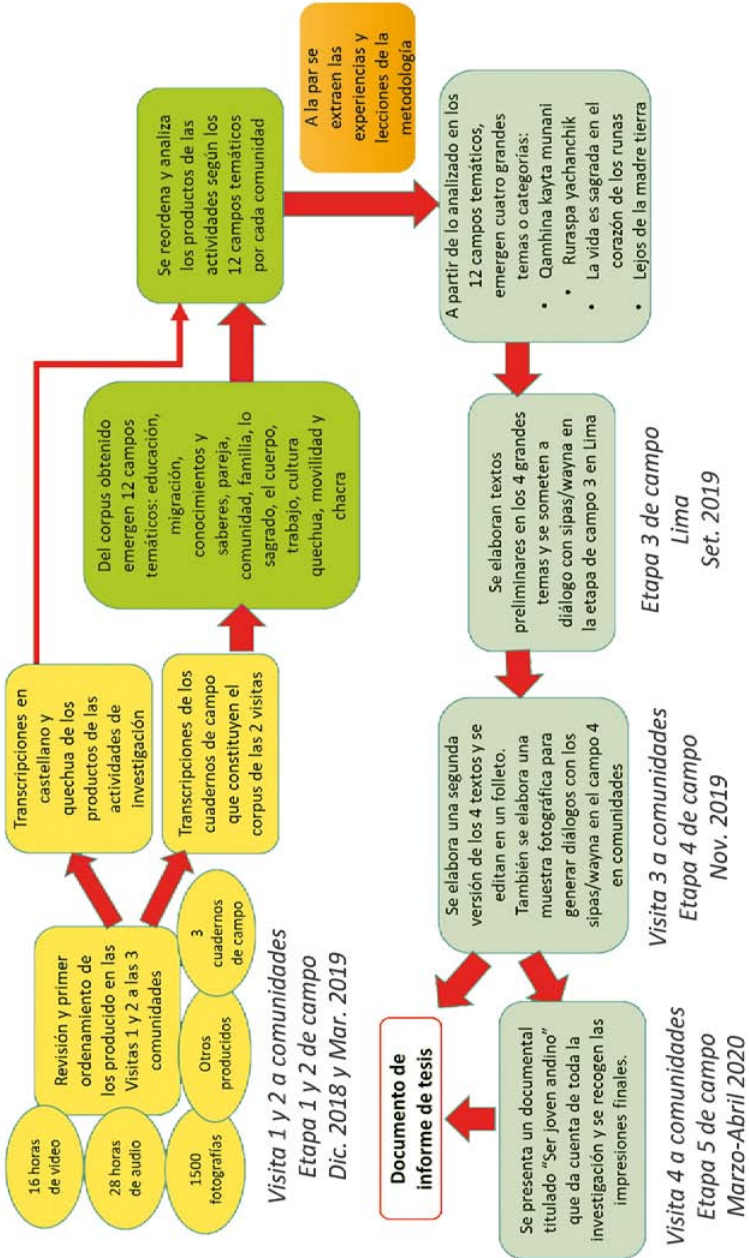 16 horas
de video
28 horas
de audio
1500
fotografías
Otros
producidos
3
cuadernos
de campo
Revisión y primer
ordenamiento de
los producido en las
Visitas 1 y 2 a las 3
comunidades
Visita 1 y 2 a comunidades
Etapa 1 y 2 de campo
Dic. 2018 y Mar. 2019
Transcripciones en
castellano y
quechua de los
productos de las
actividades de
investigación
Transcripciones de los
cuadernos de campo
que constituyen el
corpus de las 2 visitas
Del corpus obtenido
emergen 12 campos
temáticos: educación,
migración,
conocimientos y
saberes, pareja,
comunidad, familia, lo
sagrado, el cuerpo,
trabajo, cultura
quechua, movilidad y
chacra
Se reordena y analiza
los productos de las
actividades según los
12 campos temáticos
por cada comunidad
A la par se
extraen las
experiencias y
lecciones de la
metodología
A partir de lo analizado en los
12 campos temáticos,
emergen cuatro grandes
temas o categorías:
• Qamhina kayta munani
• Ruraspa yachanchik
• La vida es sagrada en el
corazón de los runas
• Lejos de la madre tierra
Se elaboran textos
preliminares en los 4 grandes
temas y se someten a
diálogo con sipas/wayna en
la etapa de campo 3 en Lima
Etapa 3 de campo
Lima
Set. 2019
Se elabora una segunda
versión de los 4 textos y se
editan en un folleto.
También se elabora una
muestra fotográfica para
generar diálogos con los
sipas/wayna en el campo 4
en comunidades
Visita 3 a comunidades
Etapa 4 de campo
Nov. 2019
Documento de
informe de tesis
Se presenta un documental
titulado “Ser joven andino”
que da cuenta de toda la
investigación y se recogen las
impresiones finales.
Visita 4 a comunidades
Etapa 5 de campo
Marzo-Abril 2020